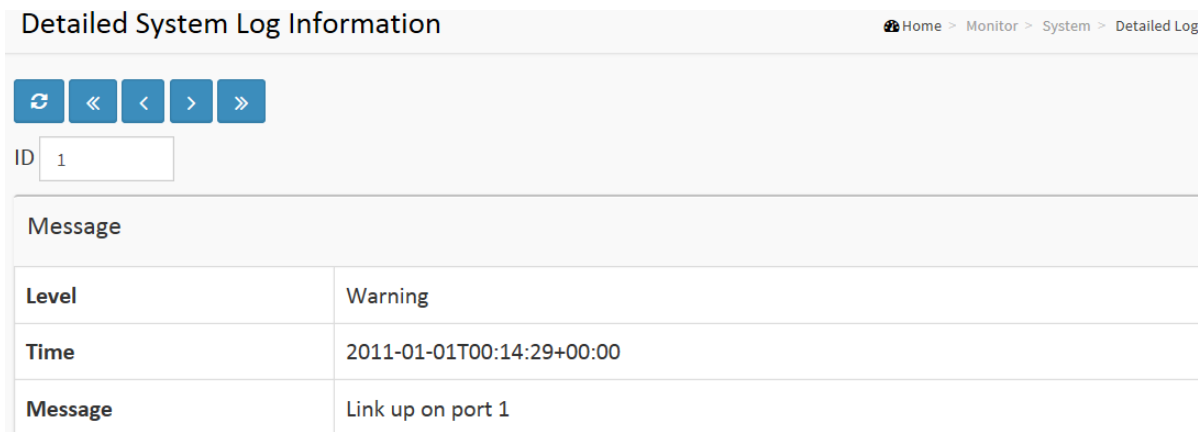 Detailed System Log Information
Home > Monitor > System > Detailed Log
ID 1
Message
Level Warning
Time 2011-01-01T00:14:29+00:00
Message Link up on port 1